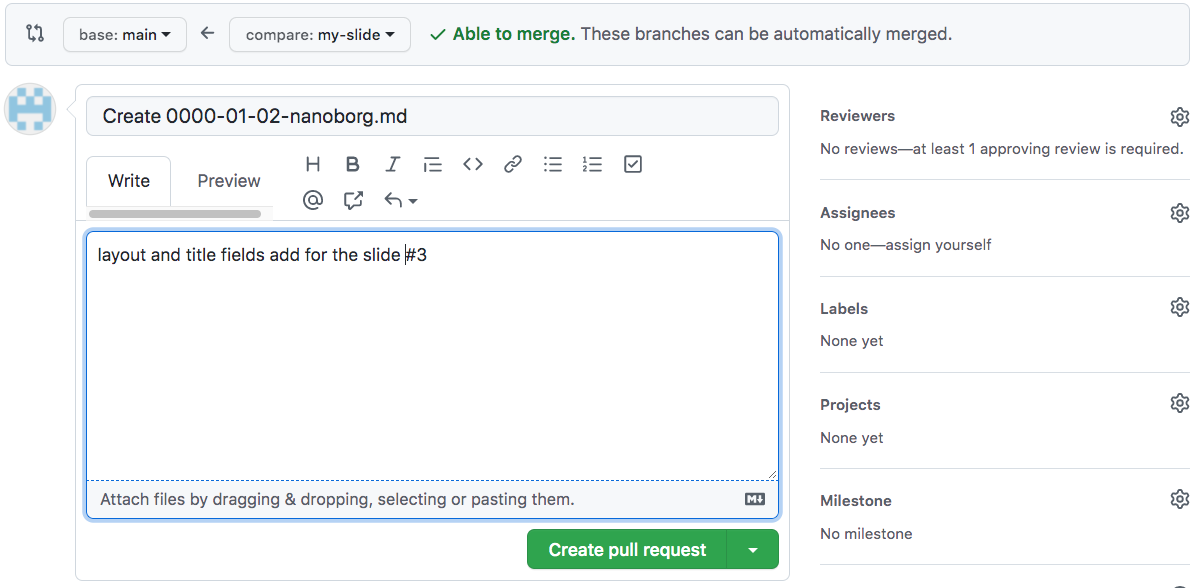 base: main compare: my-slide Able to merge. These branches can be automatically merged.
Create 0000-01-02-nanoborg.md
Write Preview
layout and title fields add for the slide #3
Attach files by dragging & dropping, selecting or pasting them.
Create pull request
Reviewers
No reviews—at least 1 approving review is required.
Assignees
No one—assign yourself
Labels
None yet
Projects
None yet
Milestone
No milestone